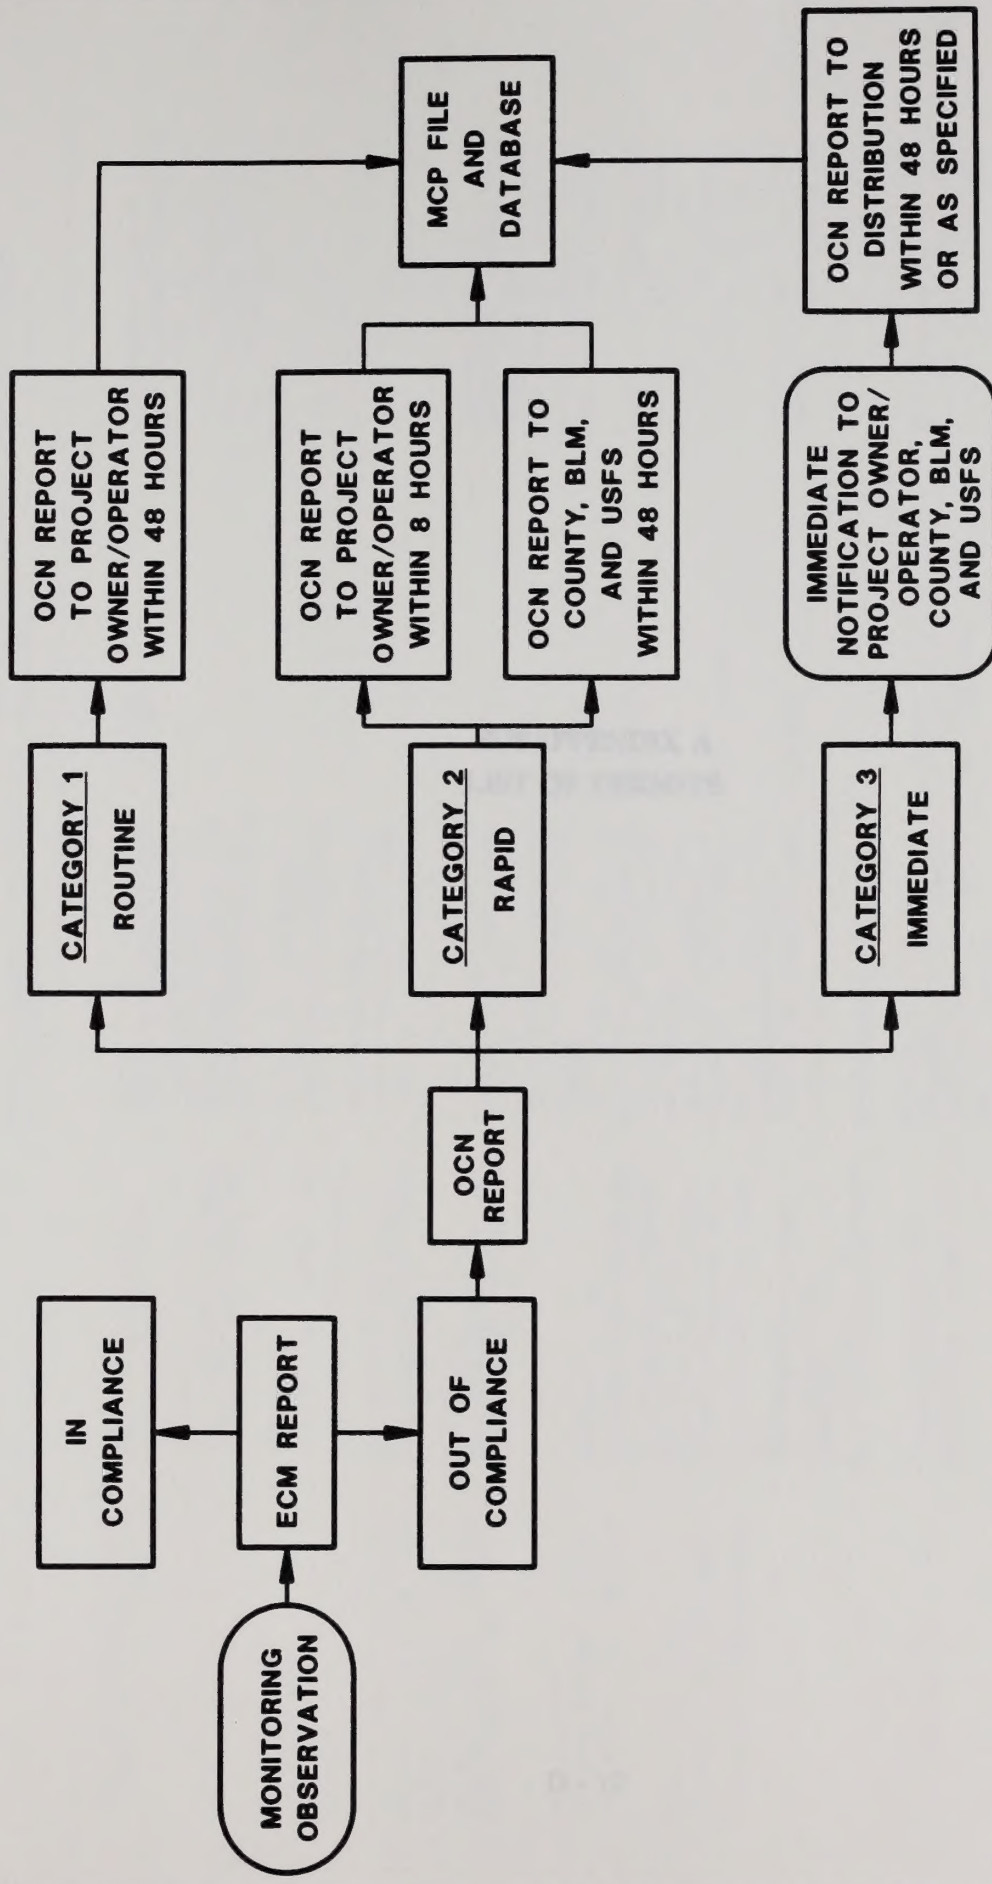 MONITORING
OBSERVATION
ECM REPORT
IN
COMPLIANCE
OUT OF
COMPLIANCE
OCN
REPORT
CATEGORY 1
ROUTINE
CATEGORY 2
RAPID
CATEGORY 3
IMMEDIATE
OCN REPORT
TO PROJECT
OWNER/OPERATOR
WITHIN 48 HOURS
OCN REPORT
TO PROJECT
OWNER/OPERATOR
WITHIN 8 HOURS
OCN REPORT TO
COUNTY, BLM,
AND USFS
WITHIN 48 HOURS
IMMEDIATE
NOTIFICATION TO
PROJECT OWNER/
OPERATOR,
COUNTY, BLM,
AND USFS
MCP FILE
AND
DATABASE
OCN REPORT TO
DISTRIBUTION
WITHIN 48 HOURS
OR AS SPECIFIED